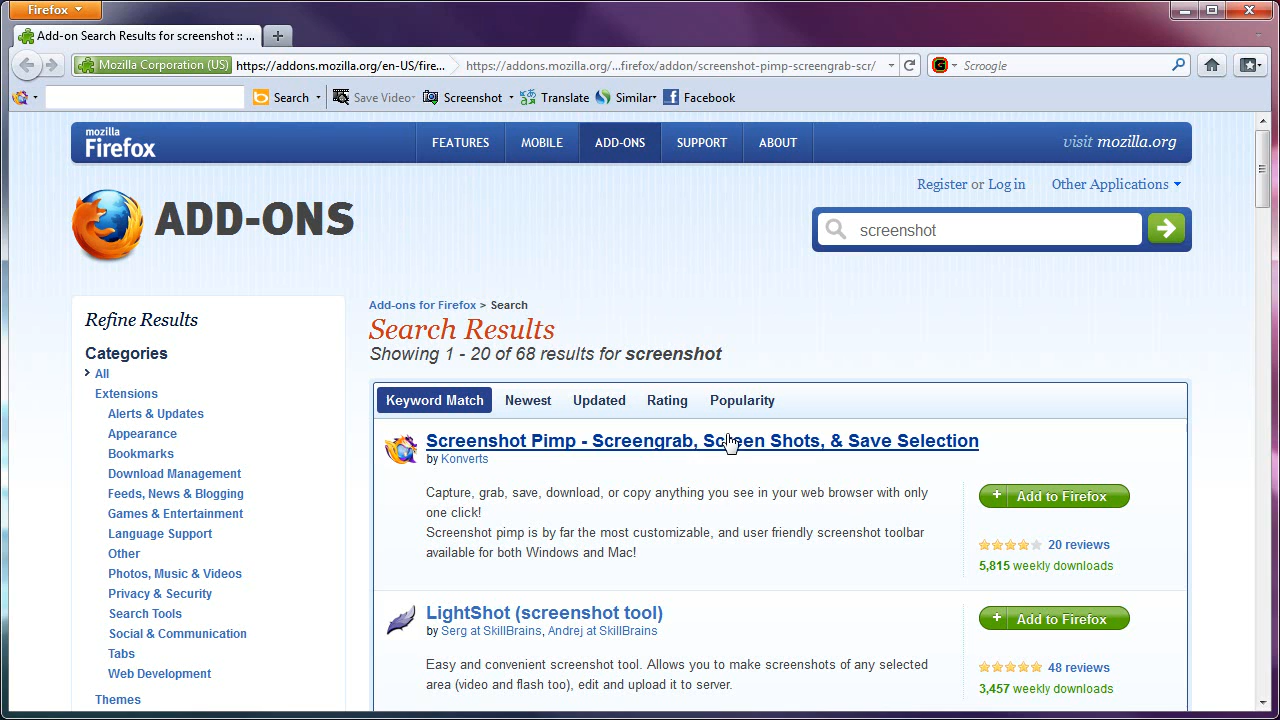 Firefox
Add-on Search Results for screenshot :: ...
Mozilla Corporation (US) https://addons.mozilla.org/en-US/fire... https://addons.mozilla.org/...firefox/addon/screenshot-pimp-screengrab-scr/ Scroogle
Search Save Video Screenshot Translate Similar Facebook
mozilla
Firefox
FEATURES MOBILE ADD-ONS SUPPORT ABOUT visit mozilla.org
Register or Log in Other Applications
ADD-ONS
screenshot
Refine Results
Categories
All
Extensions
Alerts & Updates
Appearance
Bookmarks
Download Management
Feeds, News & Blogging
Games & Entertainment
Language Support
Other
Photos, Music & Videos
Privacy & Security
Search Tools
Social & Communication
Tabs
Web Development
Themes
Add-ons for Firefox > Search
Search Results
Showing 1 - 20 of 68 results for screenshot
Keyword Match Newest Updated Rating Popularity
Screenshot Pimp - Screengrab, Screen Shots, & Save Selection
by Konverts
Capture, grab, save, download, or copy anything you see in your web browser with only
one click!
Screenshot pimp is by far the most customizable, and user friendly screenshot toolbar
available for both Windows and Mac!
Add to Firefox
20 reviews
5,815 weekly downloads
LightShot (screenshot tool)
by Serg at SkillBrains, Andrej at SkillBrains
Easy and convenient screenshot tool. Allows you to make screenshots of any selected
area (video and flash too), edit and upload it to server.
Add to Firefox
48 reviews
3,457 weekly downloads